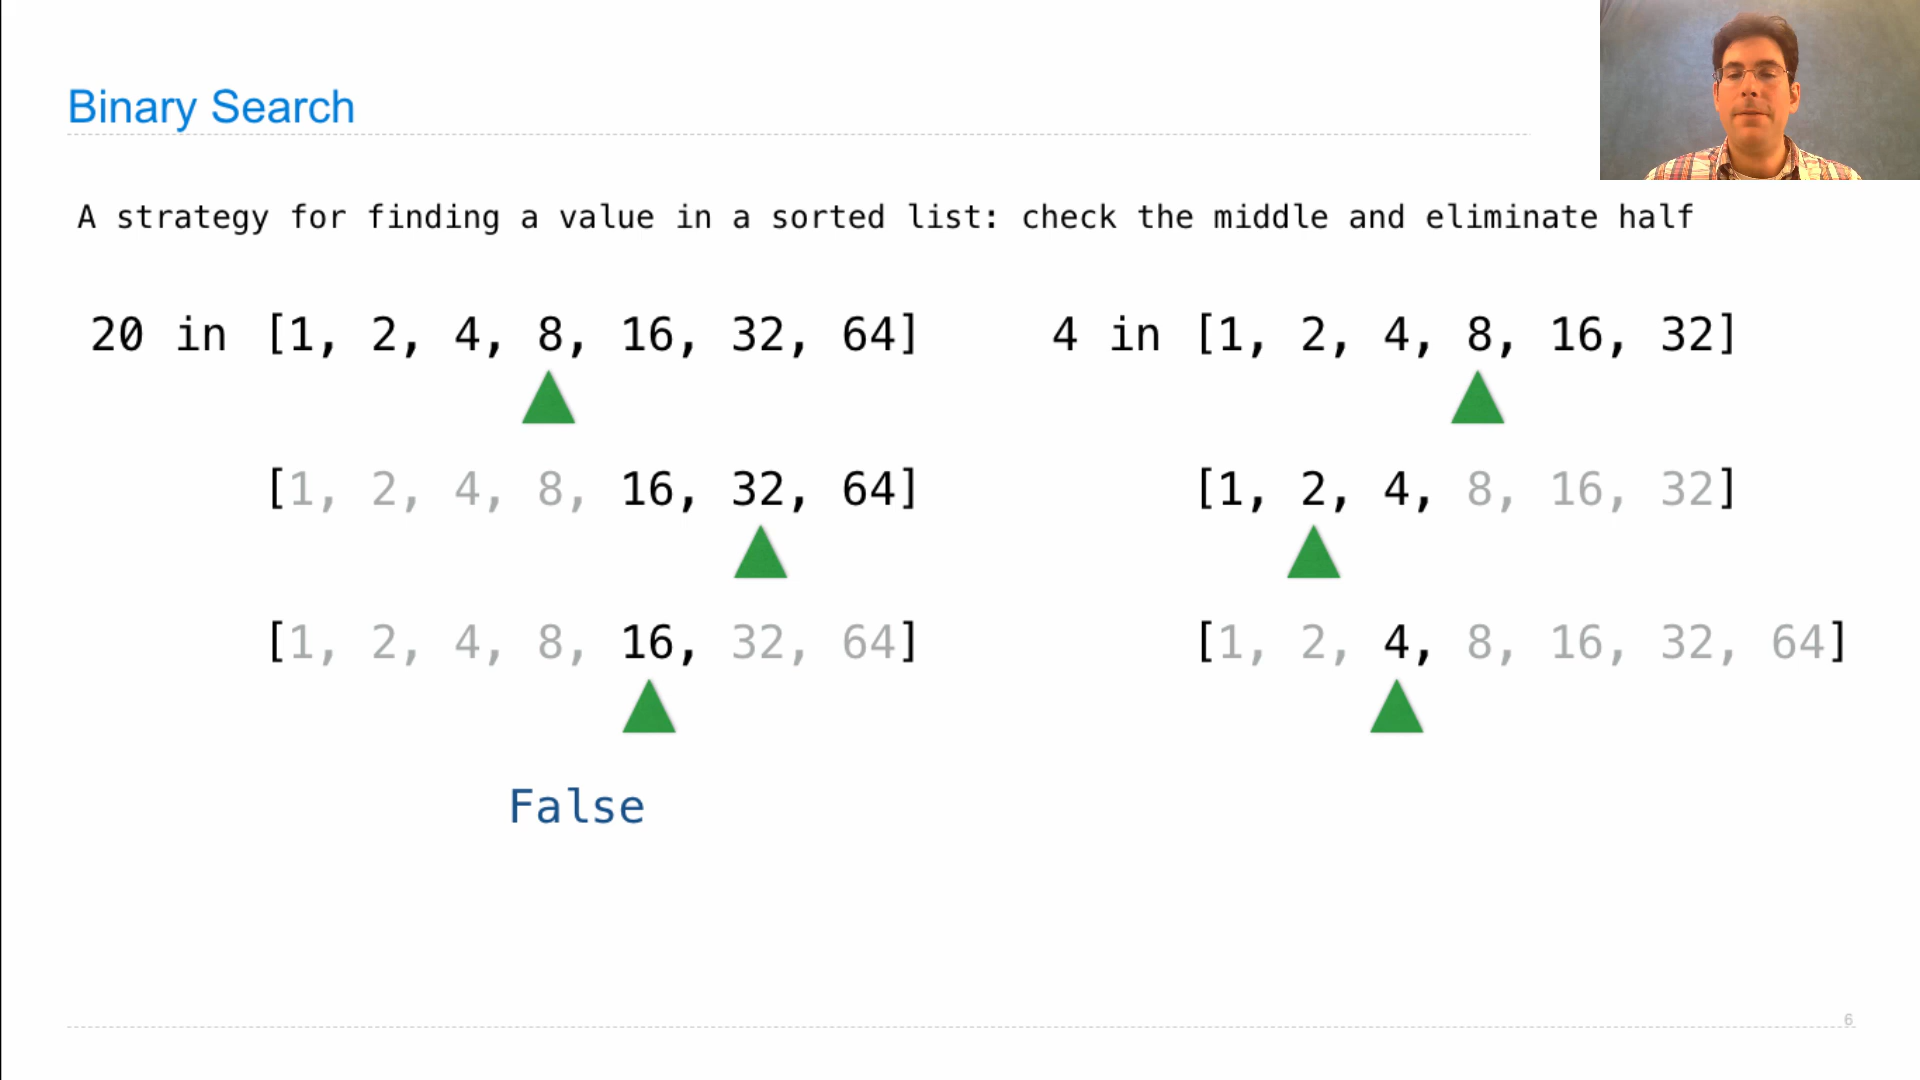 Binary Search
A strategy for finding a value in a sorted list: check the middle and eliminate half
20 in [1, 2, 4, 8, 16, 32, 64]
[1, 2, 4, 8, 16, 32, 64]
[1, 2, 4, 8, 16, 32, 64]
False
4 in [1, 2, 4, 8, 16, 32]
[1, 2, 4, 8, 16, 32]
[1, 2, 4, 8, 16, 32, 64]
6